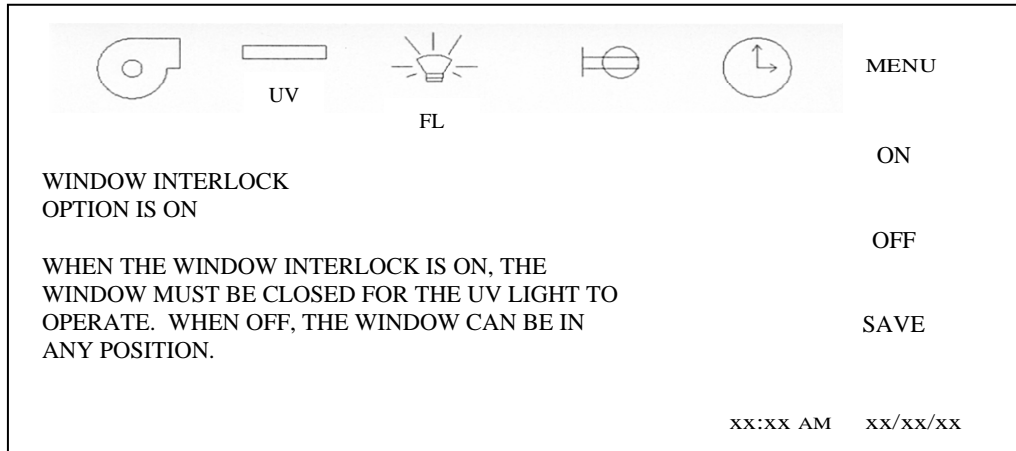 MENU
UV
FL
ON
WINDOW INTERLOCK
OPTION IS ON
OFF
WHEN THE WINDOW INTERLOCK IS ON, THE
WINDOW MUST BE CLOSED FOR THE UV LIGHT TO
OPERATE. WHEN OFF, THE WINDOW CAN BE IN
ANY POSITION.
SAVE
xx:xx AM xx/xx/xx